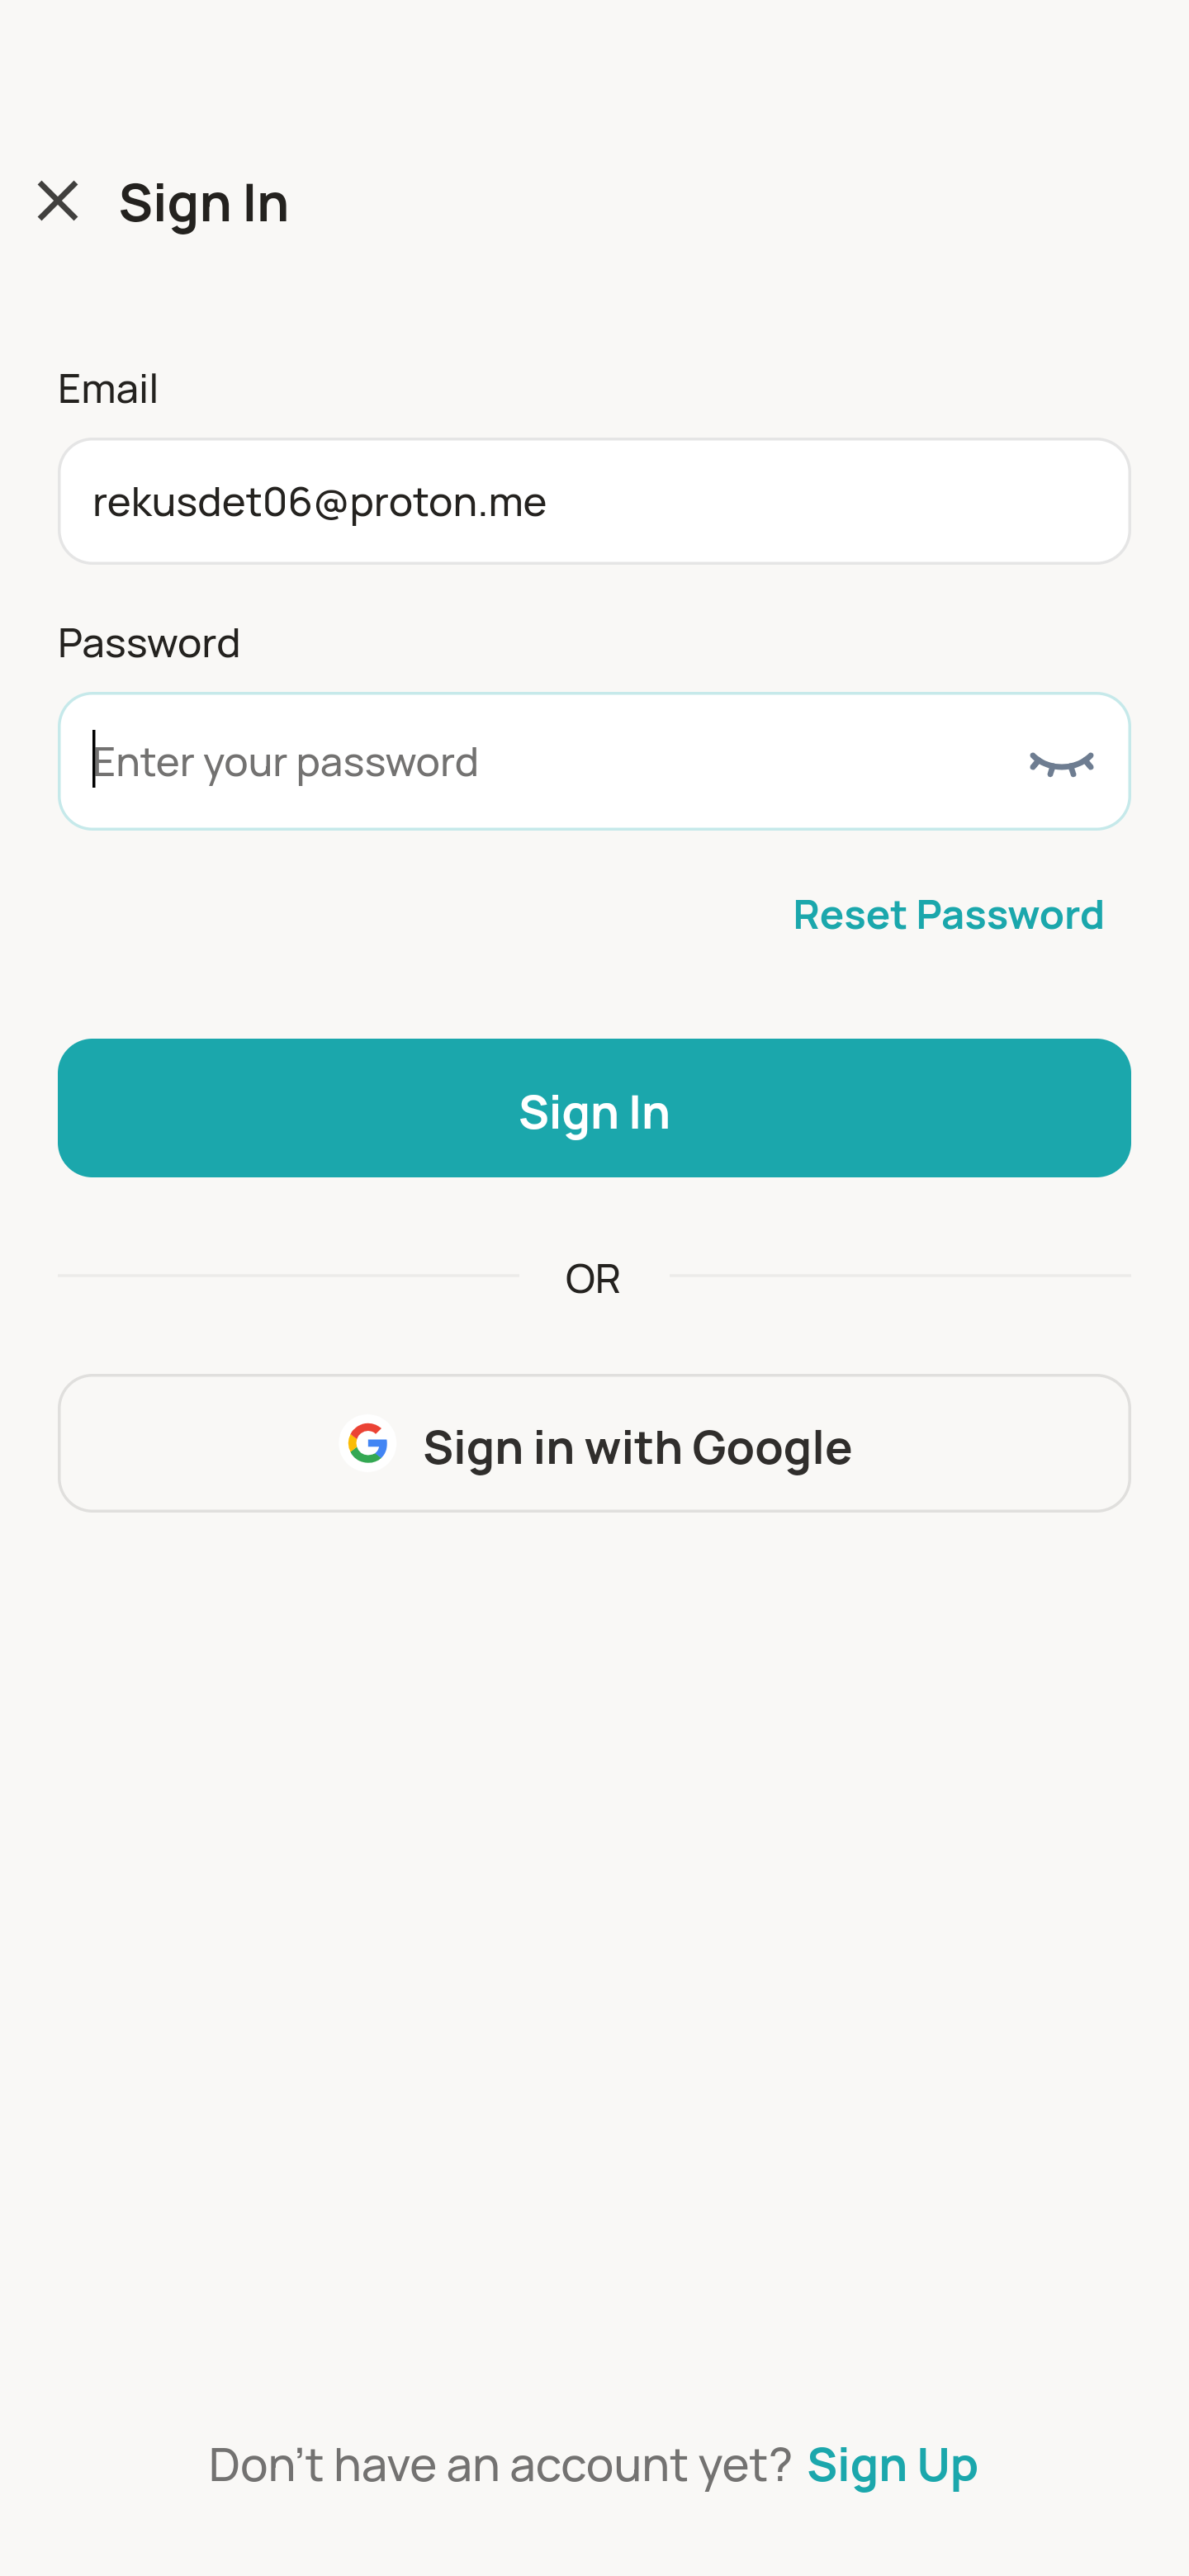 Sign In
Email
rekusdet06@proton.me
Password
Enter your password
Reset Password
Sign In
OR
Sign in with Google
Don't have an account yet? Sign Up